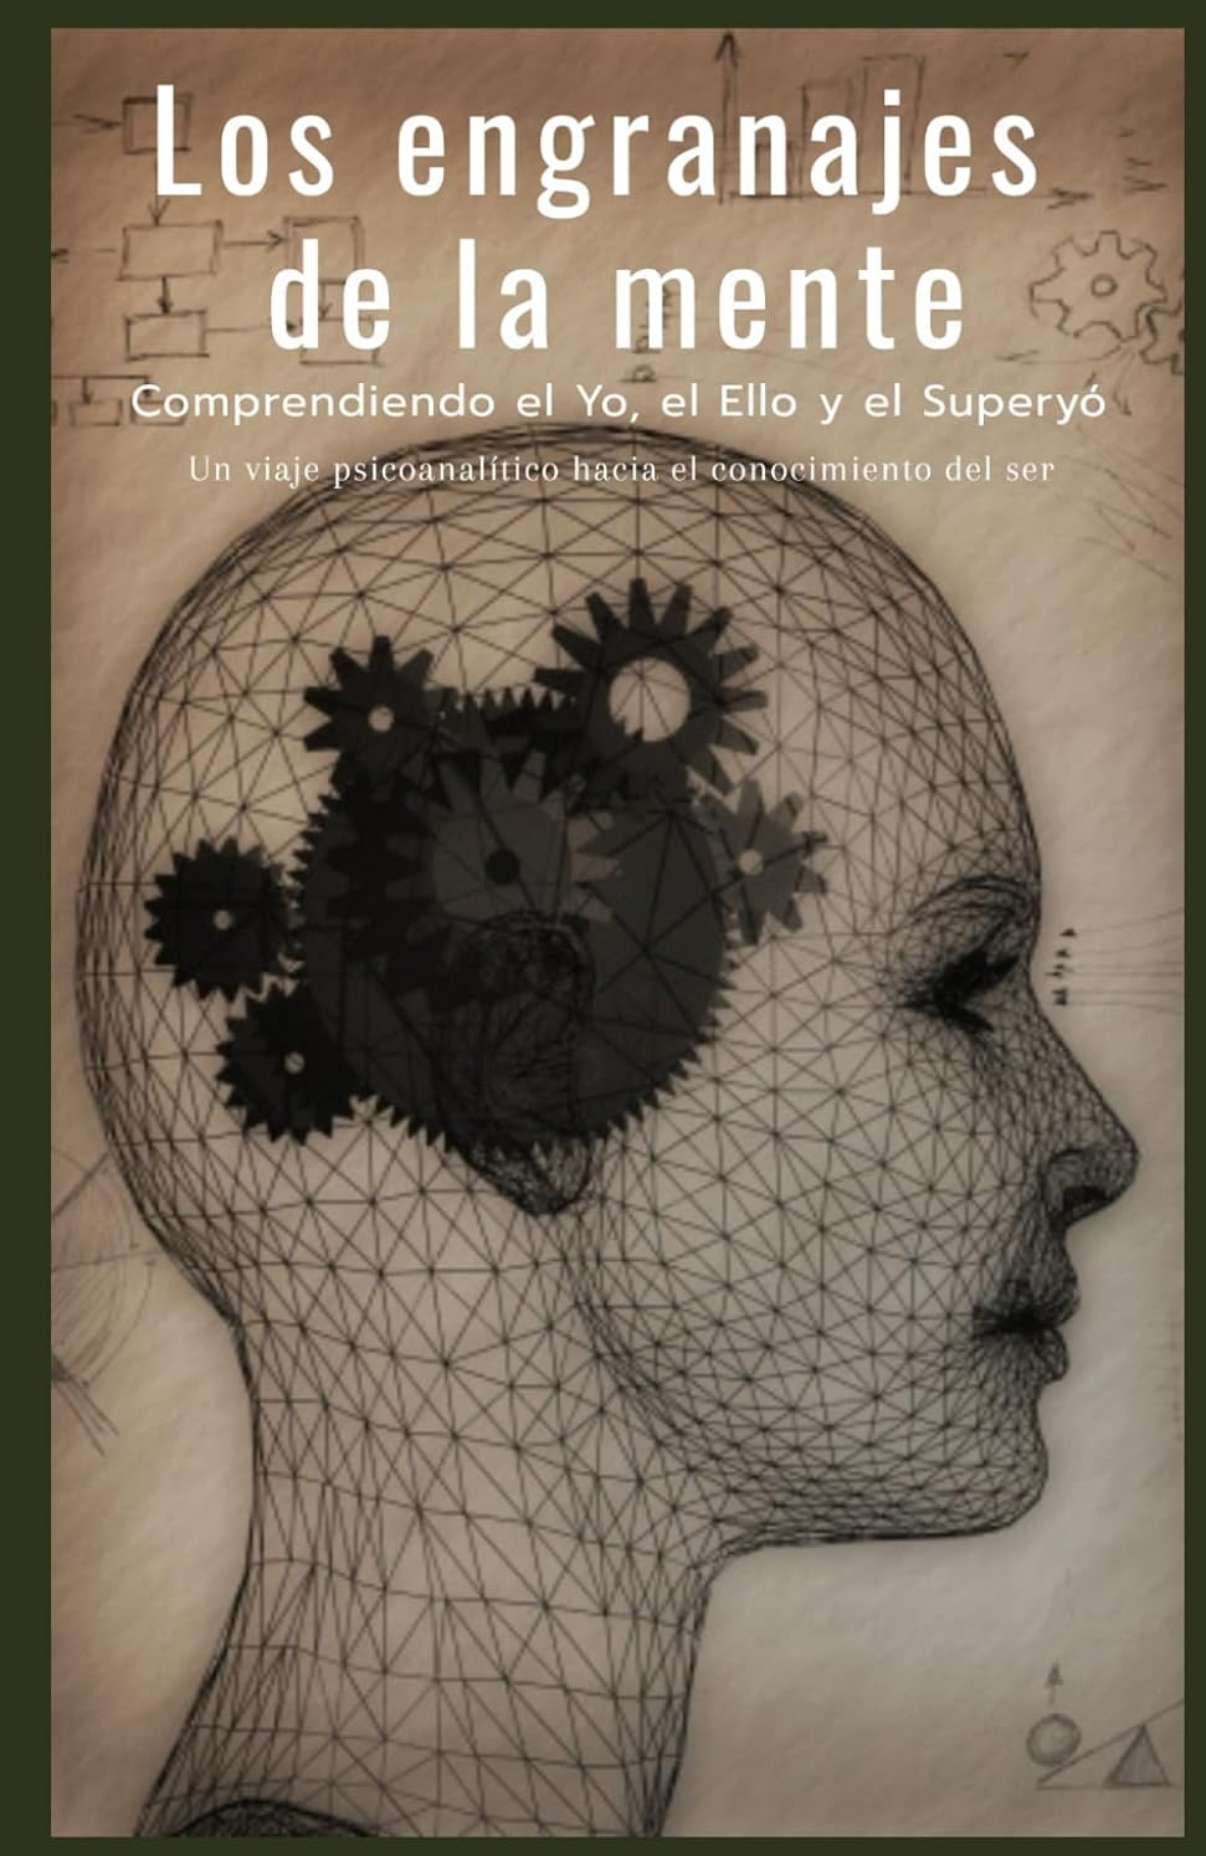 Los engranajes
de la mente
Comprendiendo el Yo, el Ello y el Superyó
Un viaje psicoanalítico hacia el conocimiento del ser